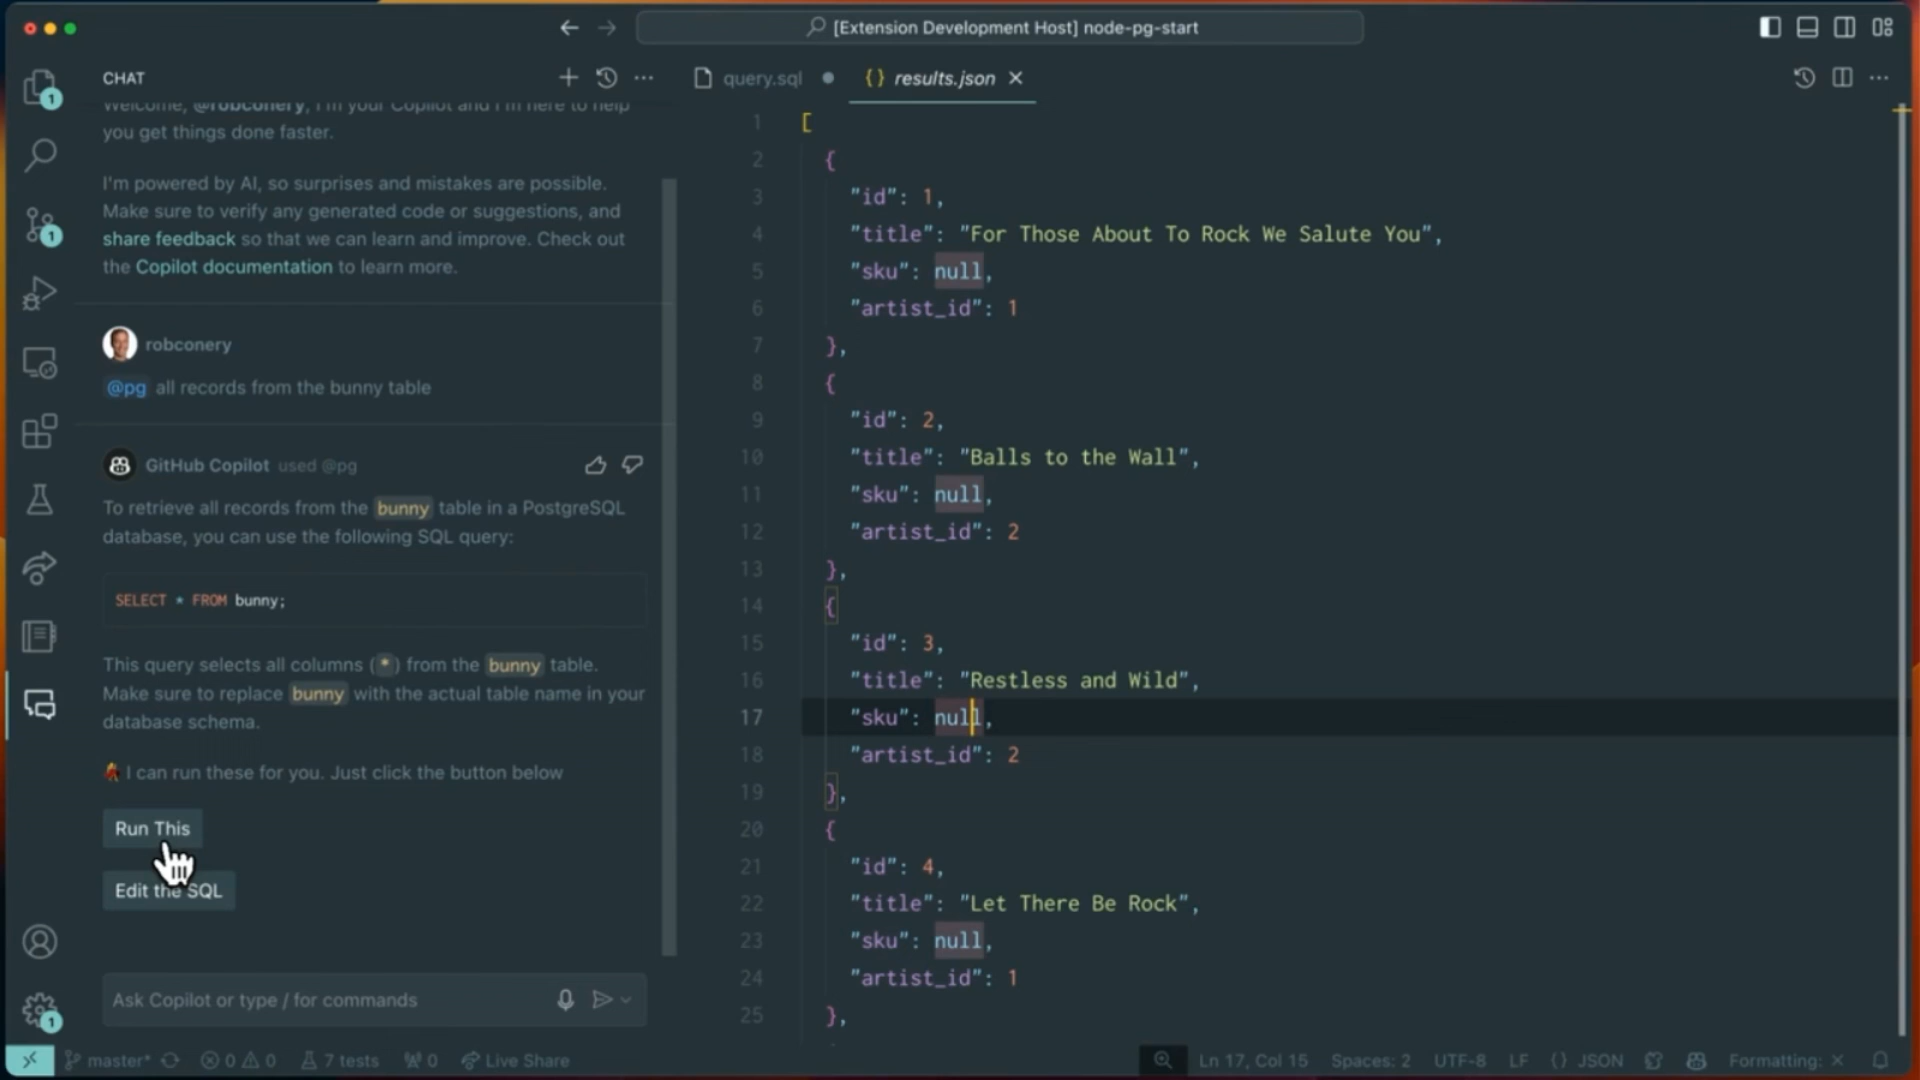 [Extension Development Host] node-pg-start
CHAT
query.sql
{} results.json
Welcome, @robconery, I'm your Copilot and I'm here to help
you get things done faster.
I'm powered by AI, so surprises and mistakes are possible.
Make sure to verify any generated code or suggestions, and
share feedback so that we can learn and improve. Check out
the Copilot documentation to learn more.
robconery
@pg all records from the bunny table
GitHub Copilot used @pg
To retrieve all records from the bunny table in a PostgreSQL
database, you can use the following SQL query:
SELECT * FROM bunny;
This query selects all columns (*) from the bunny table.
Make sure to replace bunny with the actual table name in your
database schema.
I can run these for you. Just click the button below
Run This
Edit the SQL
Ask Copilot or type / for commands
1
1
1
1 [
2 {
3 "id": 1,
4 "title": "For Those About To Rock We Salute You",
5 "sku": null,
6 "artist_id": 1
7 },
8 {
9 "id": 2,
10 "title": "Balls to the Wall",
11 "sku": null,
12 "artist_id": 2
13 },
14 {
15 "id": 3,
16 "title": "Restless and Wild",
17 "sku": null,
18 "artist_id": 2
19 },
20 {
21 "id": 4,
22 "title": "Let There Be Rock",
23 "sku": null,
24 "artist_id": 1
25 },
master* 0 0 7 tests 0 Live Share
Ln 17, Col 15 Spaces: 2 UTF-8 LF {} JSON Formatting: ×